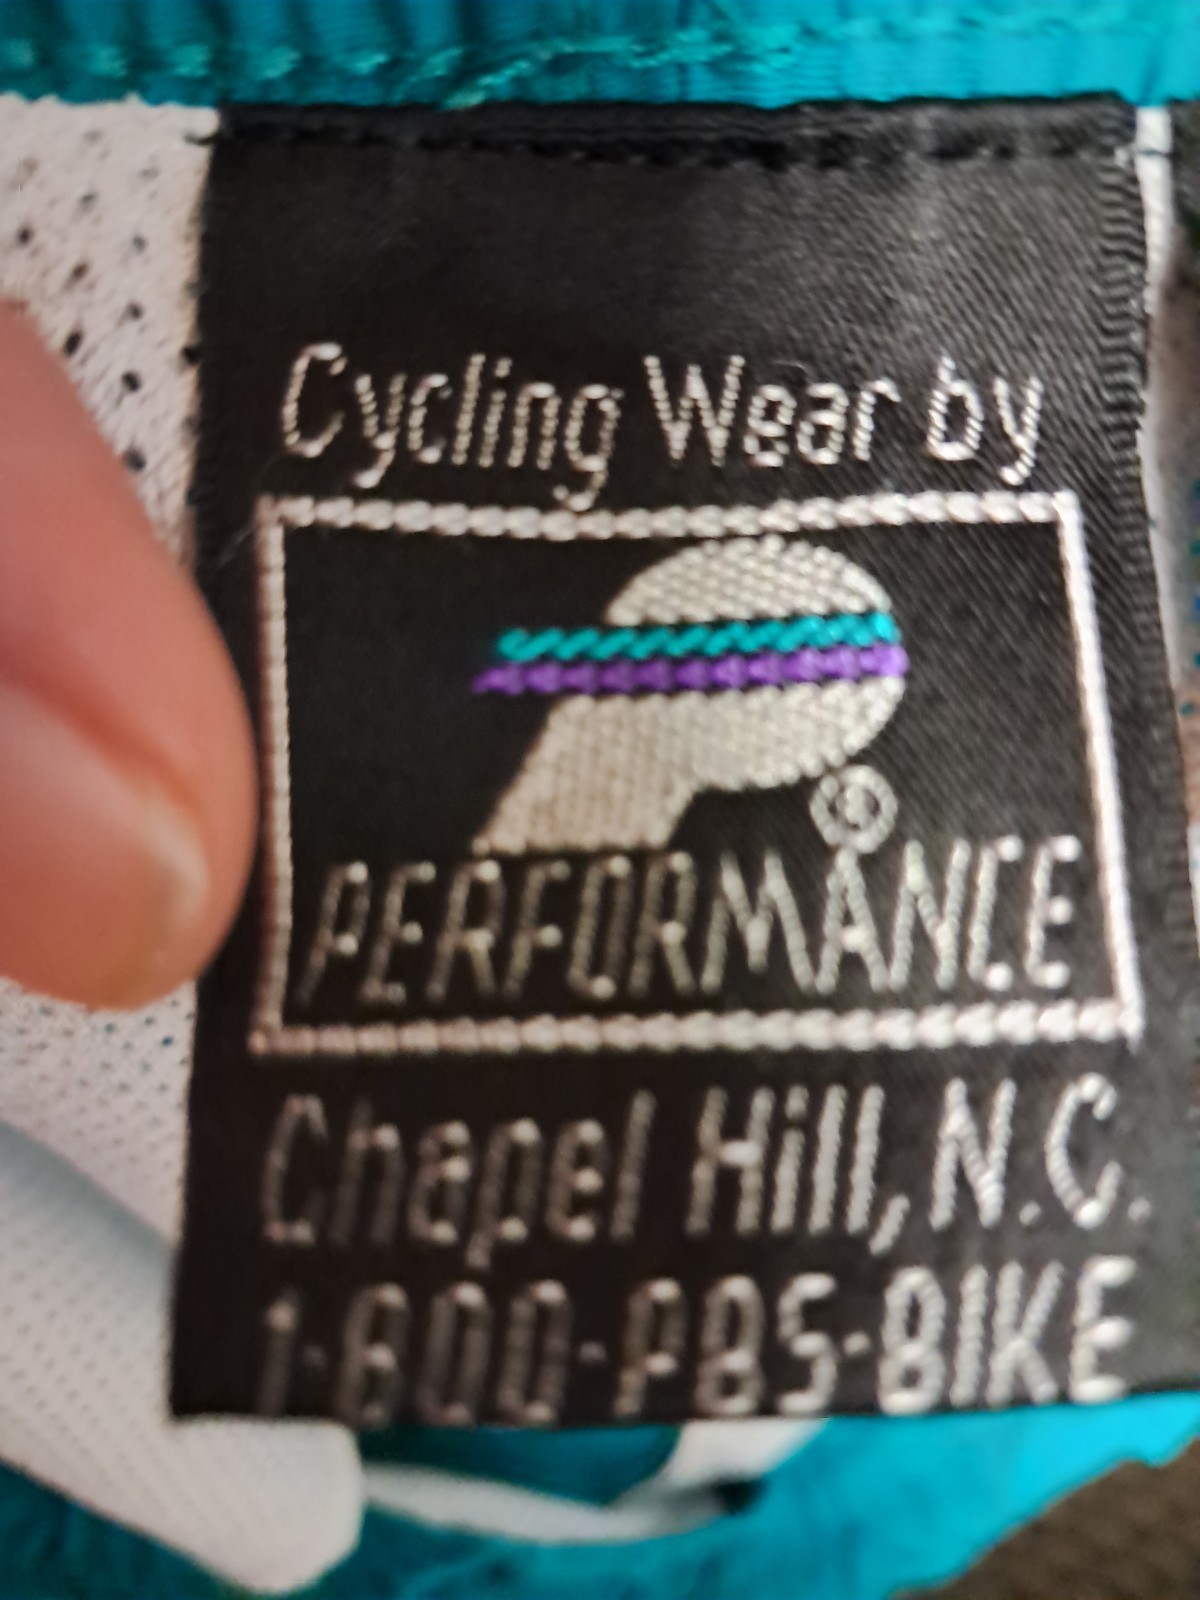 Cycling Wear by
®
PERFORMANCE
Chapel Hill, N.C.
1-800-PBS-BIKE